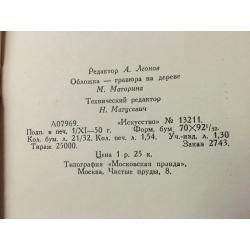 Редактор А. Леонов
Обложка — гравюра на дереве
М. Маторина
Технический редактор
Н. Матусевич
А07969. «Искусство» № 13211.
Подп. в печ. 1/XI—50 г. Форм. бум. 70×92¹/₃₂.
Кол. бум. л. 21/32. Кол. печ. л. 1,54. Уч.-изд. л. 1,30
Тираж 25000. Заказ 2743.
Цена 1 р. 25 к.
Типография «Московская правда»,
Москва, Чистые пруды, 8.